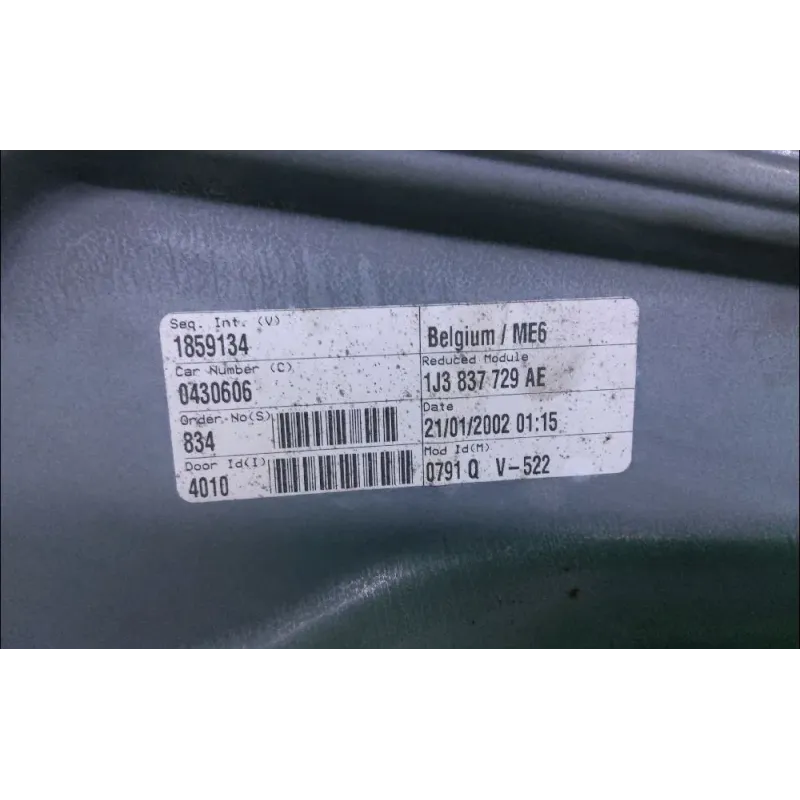 Seq. Int. (V)
1859134
Car Number (C)
0430606
Order No(S)
834
Door Id(I)
4010
Belgium / ME6
Reduced Module
1J3 837 729 AE
Date
21/01/2002 01:15
Mod Id(M)
0791 Q V-522